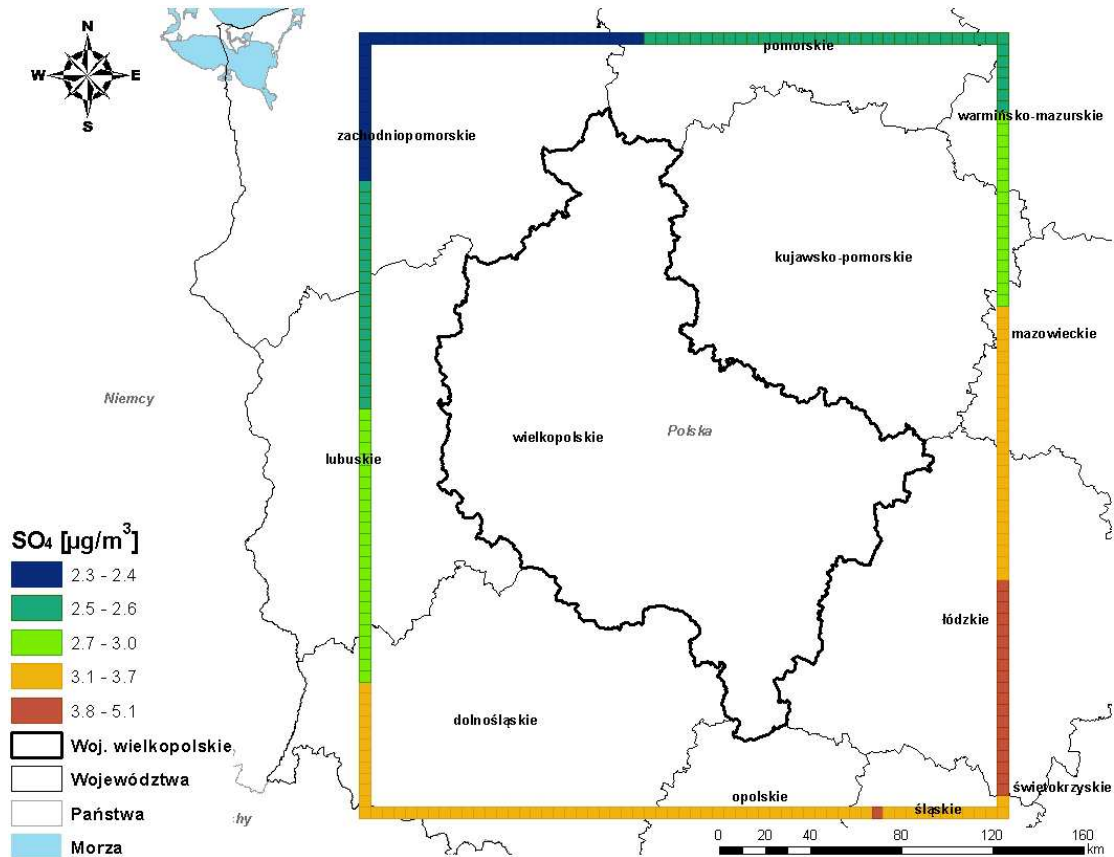 N
W E
S
pomorskie
warmińsko-mazurskie
zachodniopomorskie
kujawsko-pomorskie
mazowieckie
Niemcy
wielkopolskie
Polska
lubuskie
SO₄ [µg/m³]
2.3 - 2.4
2.5 - 2.6
2.7 - 3.0
3.1 - 3.7
3.8 - 5.1
Woj. wielkopolskie
Województwa
Państwa
Morza
łódzkie
dolnośląskie
opolskie
śląskie
świętokrzyskie
chy
0 20 40 80 120 160
km